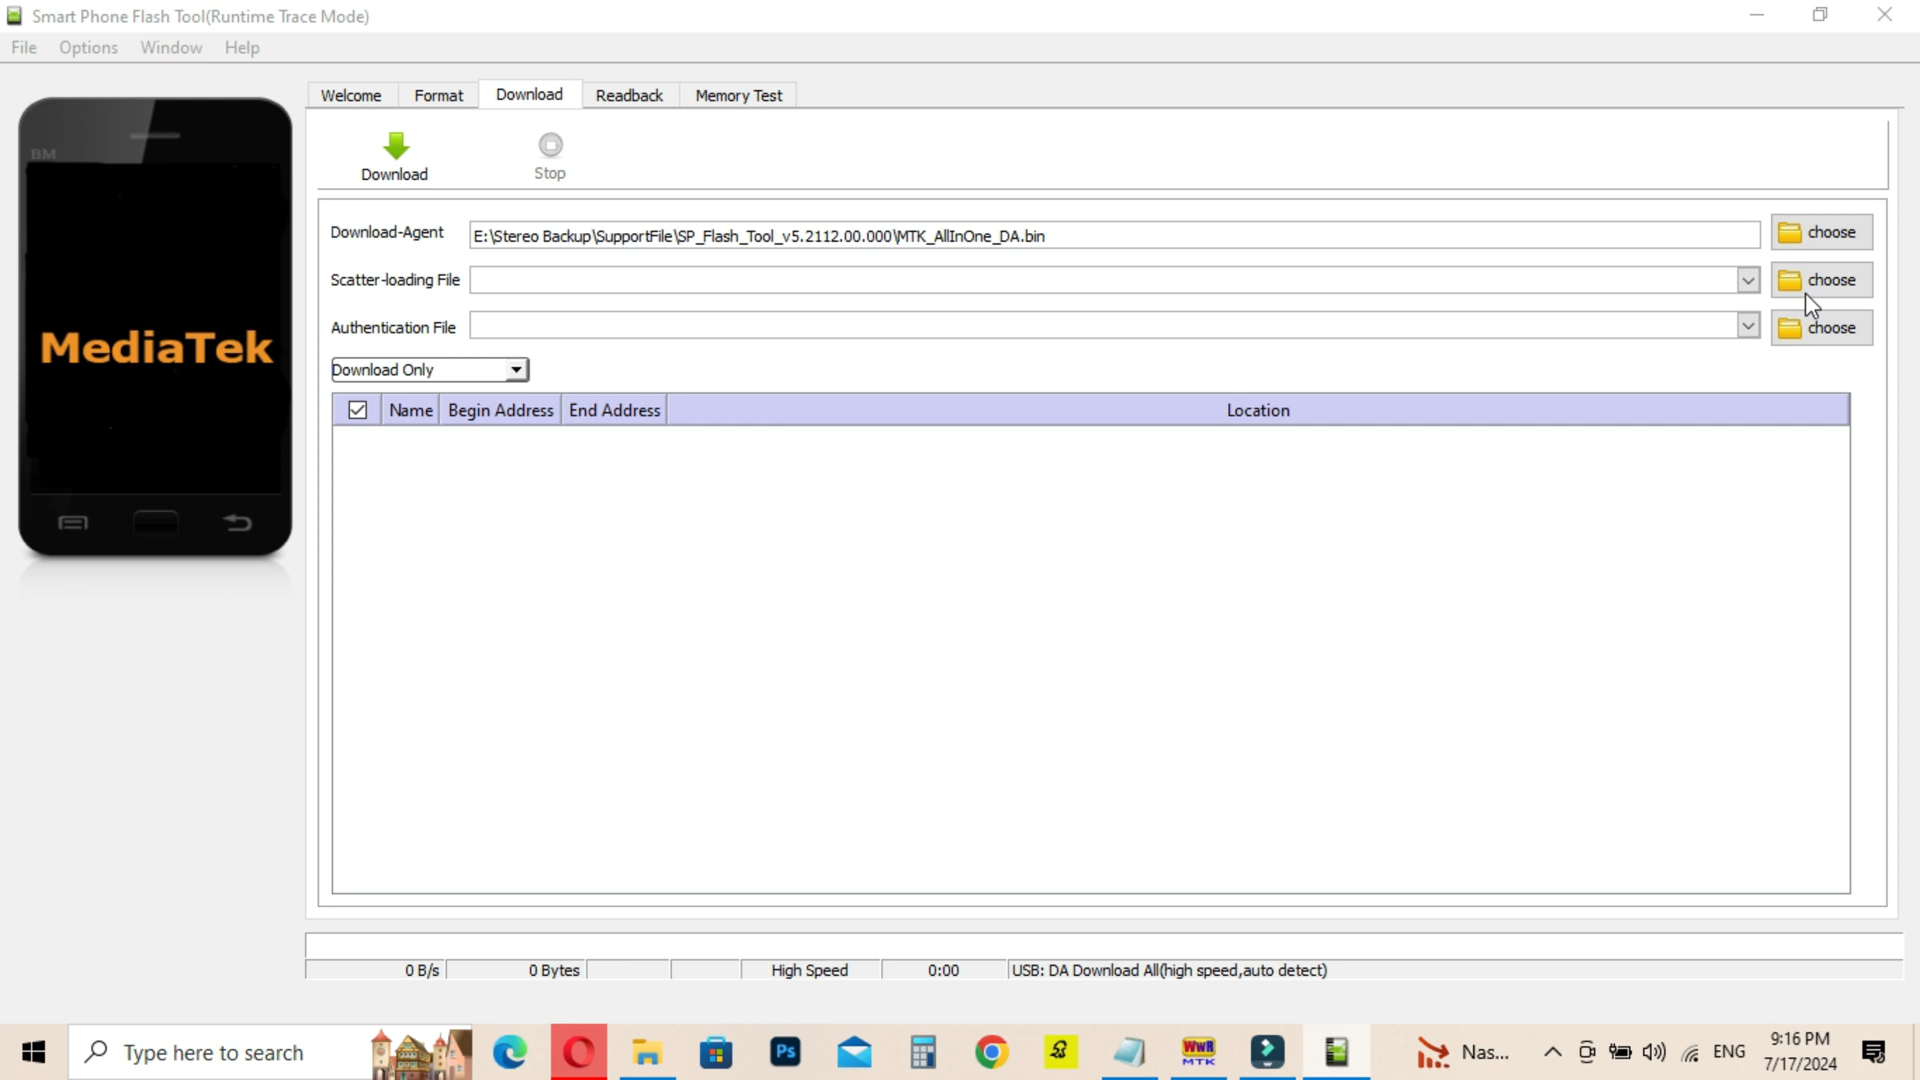 Smart Phone Flash Tool(Runtime Trace Mode)
File Options Window Help
Welcome Format Download Readback Memory Test
BM
Download Stop
Download-Agent E:\Stereo Backup\SupportFile\SP_Flash_Tool_v5.2112.00.000\MTK_AllInOne_DA.bin choose
Scatter-loading File choose
MediaTek
Authentication File choose
Download Only
Name Begin Address End Address Location
0 B/s 0 Bytes High Speed 0:00 USB: DA Download All(high speed,auto detect)
Type here to search Ps WwR MTK Nas... ENG 9:16 PM
7/17/2024